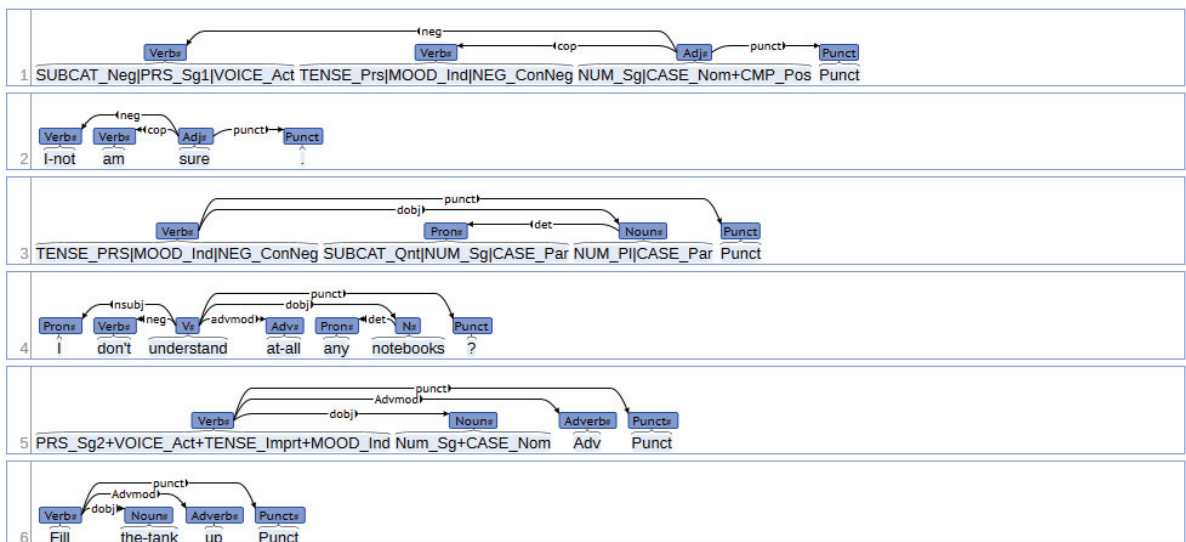 neg
cop punct
Verb# Verb# Adj# Punct
1 SUBCAT_Neg|PRS_Sg1|VOICE_Act TENSE_Prs|MOOD_Ind|NEG_ConNeg NUM_Sg|CASE_Nom+CMP_Pos Punct
neg
cop punct
Verb# Verb# Adj# Punct
2 I-not am sure .
punct
dobj
det
Verb# Pron# Noun# Punct
3 TENSE_PRS|MOOD_Ind|NEG_ConNeg SUBCAT_Qnt|NUM_Sg|CASE_Par NUM_Pl|CASE_Par Punct
punct
nsubj dobj
neg advmod det
Pron# Verb# V# Adv# Pron# N# Punct
4 I don't understand at-all any notebooks ?
punct
Advmod
dobj
Verb# Noun# Adverb# Punct#
5 PRS_Sg2+VOICE_Act+TENSE_Imprt+MOOD_Ind Num_Sg+CASE_Nom Adv Punct
punct
Advmod
dobj
Verb# Noun# Adverb# Punct#
6 Fill the-tank up Punct